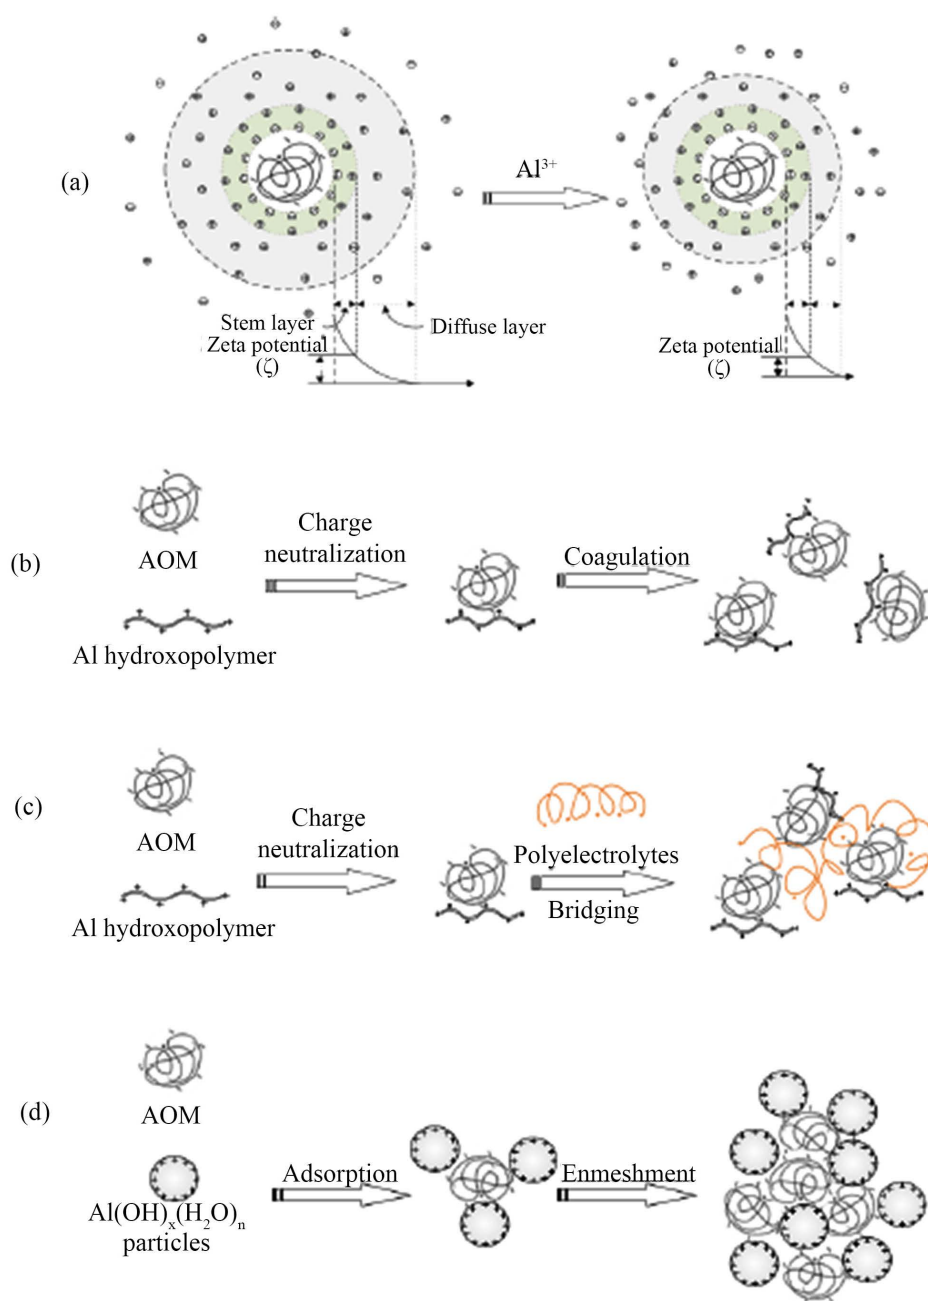 (a)
Al³⁺
Stem layer
Diffuse layer
Zeta potential
(ζ)
Zeta potential
(ζ)
(b)
AOM
Al hydroxopolymer
Charge
neutralization
Coagulation
(c)
AOM
Al hydroxopolymer
Charge
neutralization
Polyelectrolytes
Bridging
(d)
AOM
Al(OH)ₓ(H₂O)ₙ
particles
Adsorption
Enmeshment